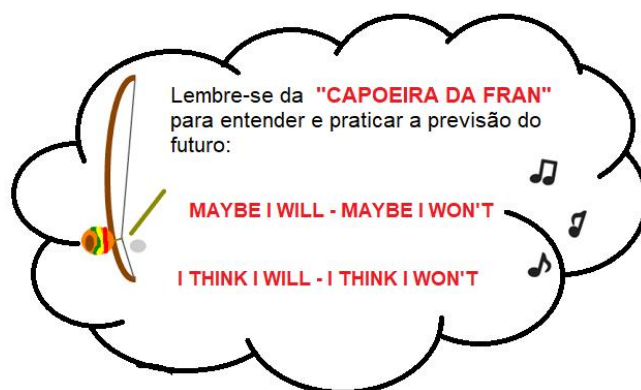 Lembre-se da "CAPOEIRA DA FRAN"
para entender e praticar a previsão do
futuro:
MAYBE I WILL - MAYBE I WON'T
I THINK I WILL - I THINK I WON'T